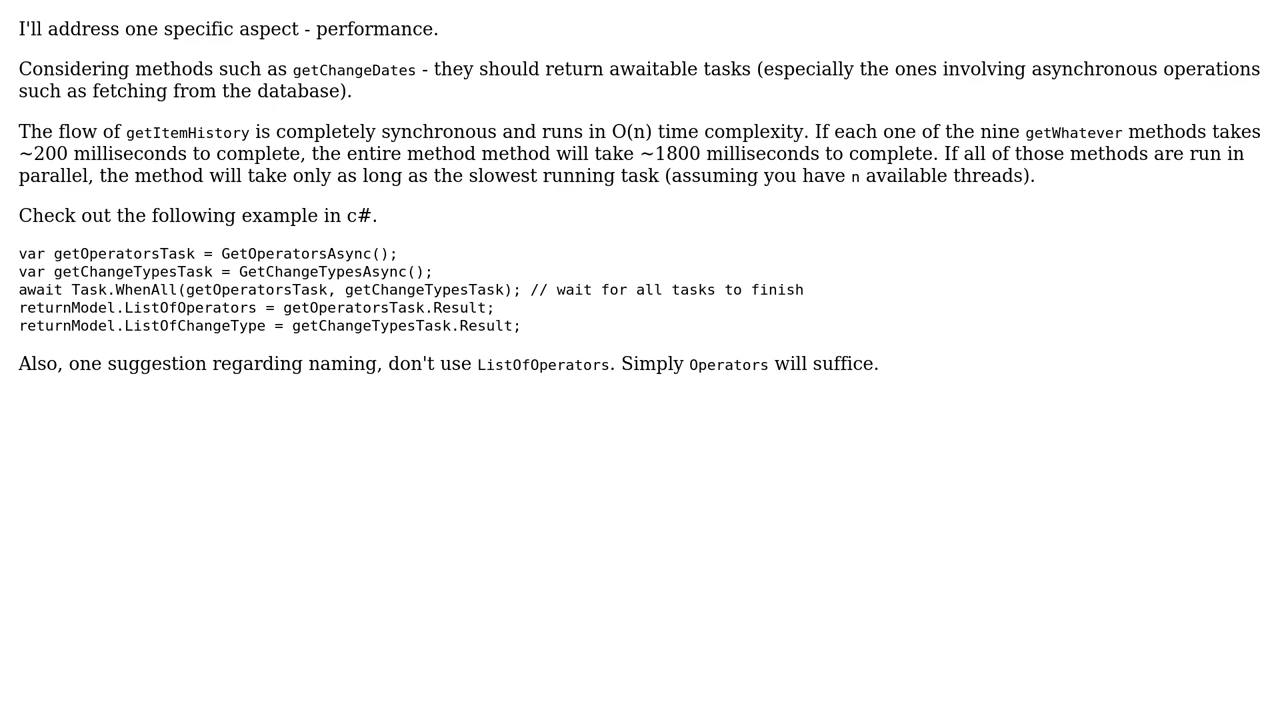 I'll address one specific aspect - performance.
Considering methods such as getChangeDates - they should return awaitable tasks (especially the ones involving asynchronous operations
such as fetching from the database).
The flow of getItemHistory is completely synchronous and runs in O(n) time complexity. If each one of the nine getWhatever methods takes
~200 milliseconds to complete, the entire method method will take ~1800 milliseconds to complete. If all of those methods are run in
parallel, the method will take only as long as the slowest running task (assuming you have n available threads).
Check out the following example in c#.
var getOperatorsTask = GetOperatorsAsync();
var getChangeTypesTask = GetChangeTypesAsync();
await Task.WhenAll(getOperatorsTask, getChangeTypesTask); // wait for all tasks to finish
returnModel.ListOfOperators = getOperatorsTask.Result;
returnModel.ListOfChangeType = getChangeTypesTask.Result;
Also, one suggestion regarding naming, don't use ListOfOperators. Simply Operators will suffice.